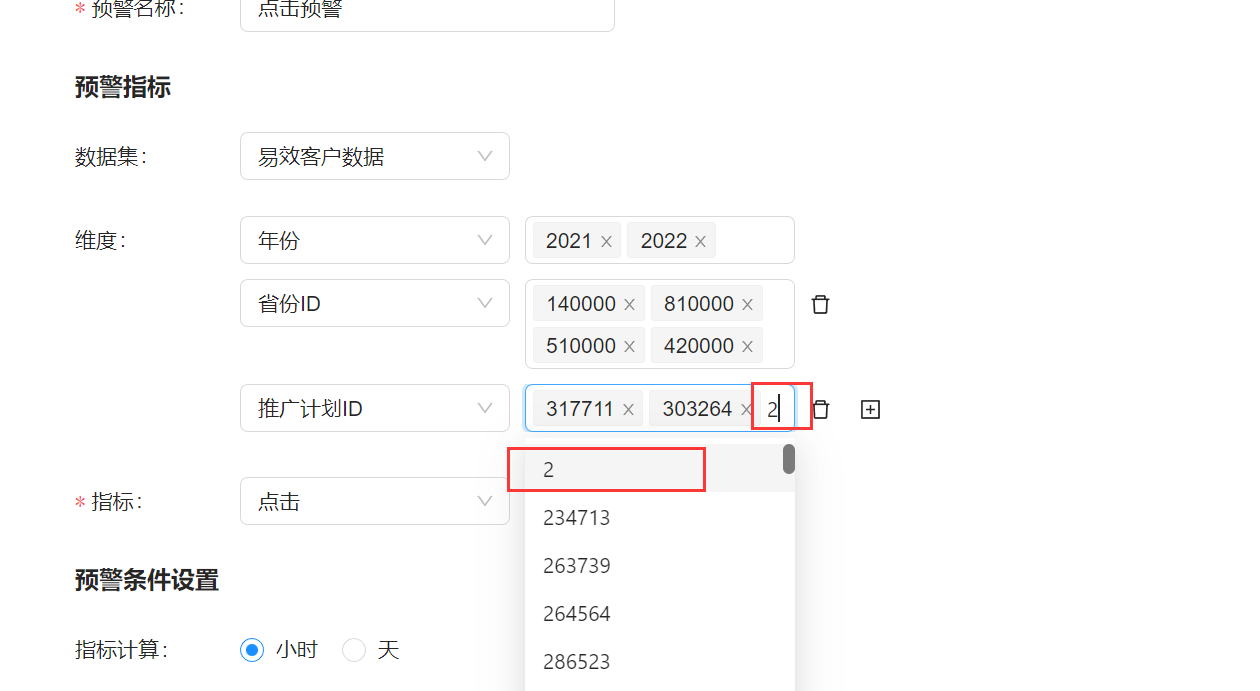 * 预警名称: 点击预警
预警指标
数据集: 易效客户数据
维度: 年份 2021 × 2022 ×
省份ID 140000 × 810000 ×
510000 × 420000 ×
推广计划ID 317711 × 303264 × 2
2
* 指标: 点击
234713
263739
预警条件设置
264564
指标计算: 小时 天
286523